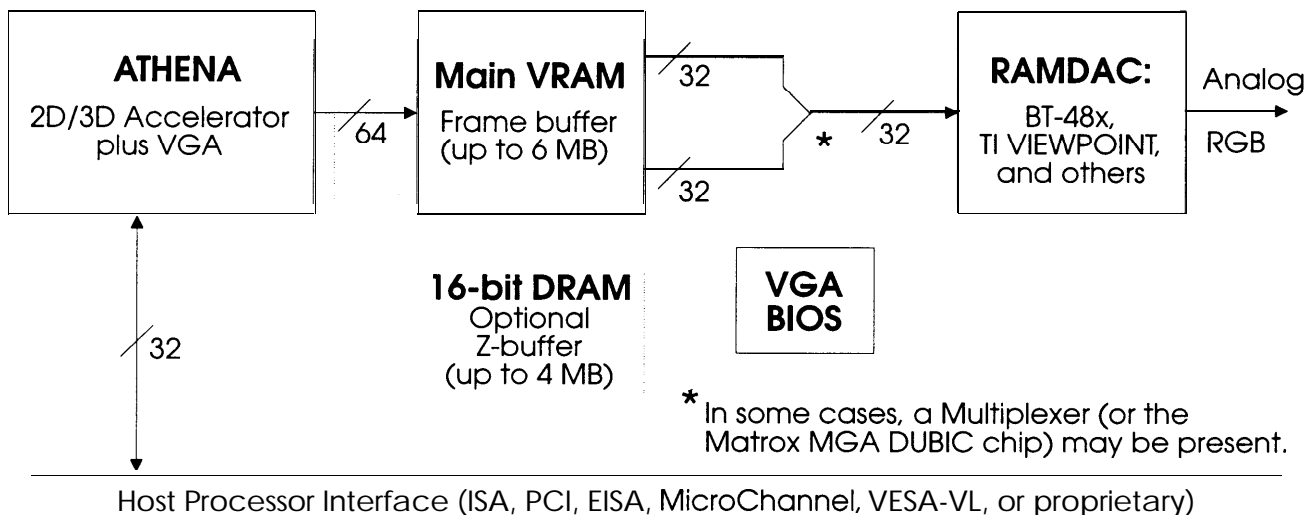 ATHENA
2D/3D Accelerator
plus VGA
64
Main VRAM
Frame buffer
(up to 6 MB)
32
32
*
32
RAMDAC:
BT-48x,
TI VIEWPOINT,
and others
Analog
RGB
32
16-bit DRAM
Optional
Z-buffer
(up to 4 MB)
VGA
BIOS
* In some cases, a Multiplexer (or the
Matrox MGA DUBIC chip) may be present.
Host Processor Interface (ISA, PCI, EISA, MicroChannel, VESA-VL, or proprietary)